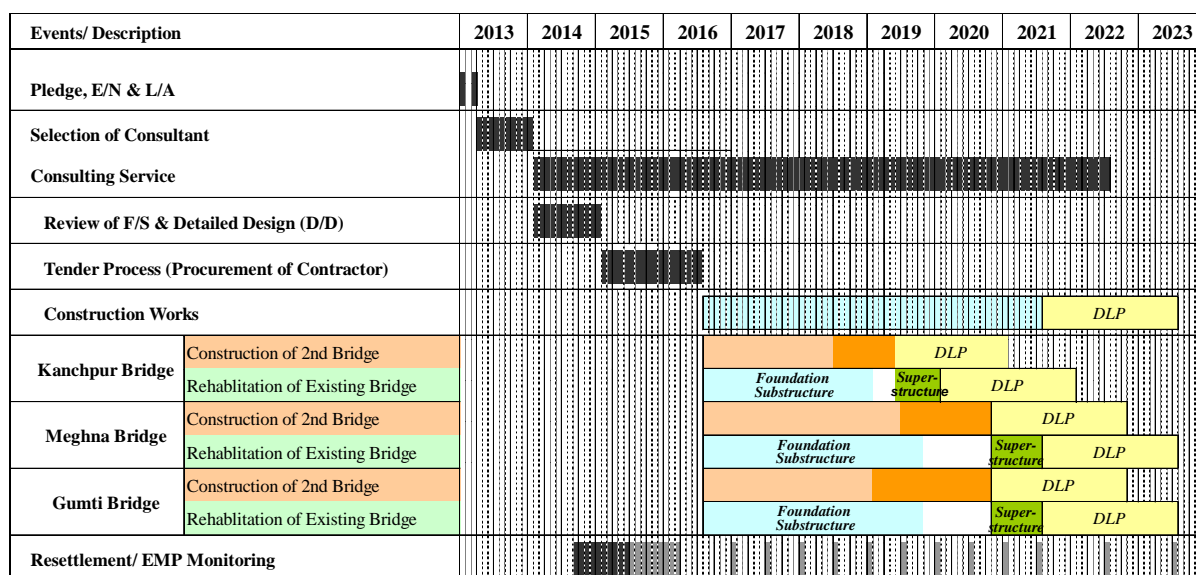 Events/ Description 2013 2014 2015 2016 2017 2018 2019 2020 2021 2022 2023
Pledge, E/N & L/A
Selection of Consultant
Consulting Service
Review of F/S & Detailed Design (D/D)
Tender Process (Procurement of Contractor)
Construction Works DLP
Kanchpur Bridge
Construction of 2nd Bridge DLP
Rehablitation of Existing Bridge Foundation
Substructure Super-
structure DLP
Meghna Bridge
Construction of 2nd Bridge DLP
Rehablitation of Existing Bridge Foundation
Substructure Super-
structure DLP
Gumti Bridge
Construction of 2nd Bridge DLP
Rehablitation of Existing Bridge Foundation
Substructure Super-
structure DLP
Resettlement/ EMP Monitoring